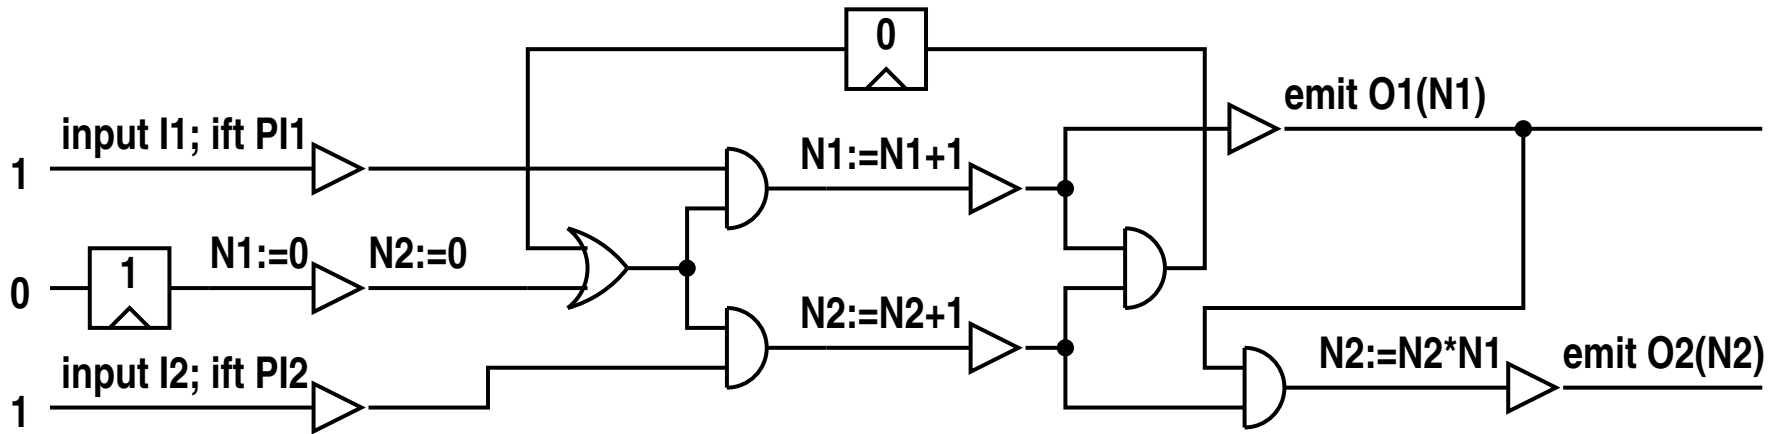 0
emit O1(N1)
input I1; ift PI1
1
N1:=N1+1
N1:=0
N2:=0
1
0
N2:=N2+1
input I2; ift PI2
1
N2:=N2*N1
emit O2(N2)